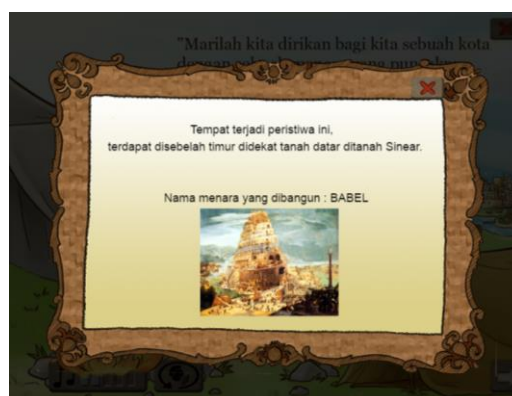 "Marilah kita dirikan bagi kita sebuah kota
Tempat terjadi peristiwa ini,
terdapat disebelah timur didekat tanah datar ditanah Sinear.
Nama menara yang dibangun : BABEL